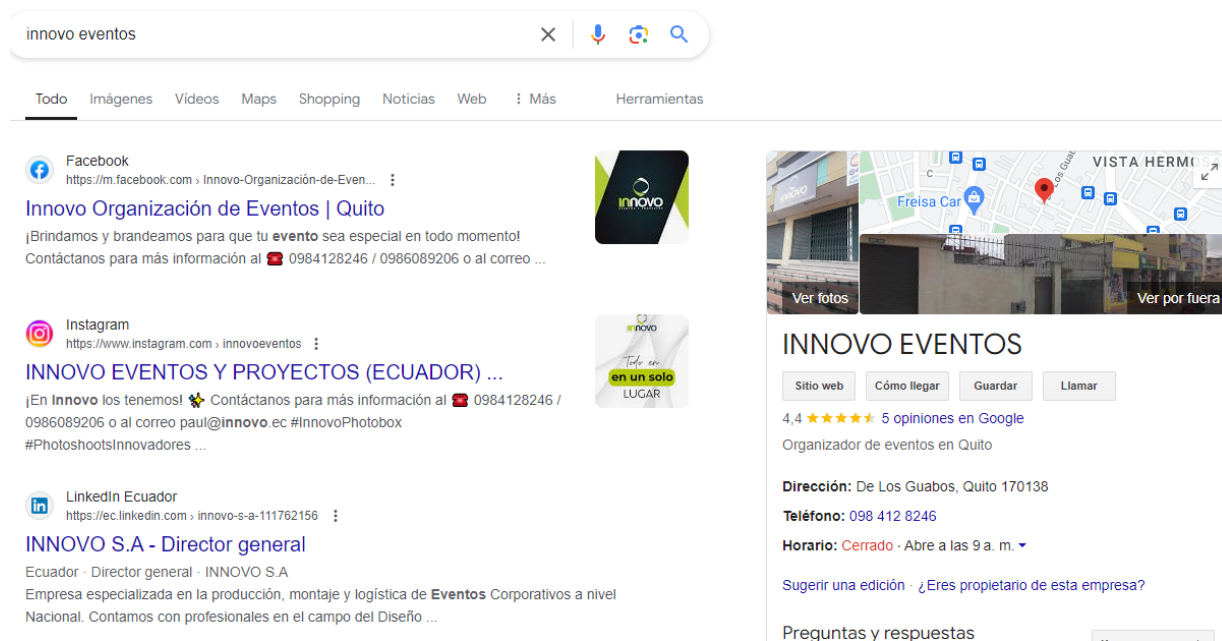 innovo eventos
Todo Imágenes Vídeos Maps Shopping Noticias Web Más Herramientas
Facebook
https://m.facebook.com › Innovo-Organización-de-Even...
Innovo Organización de Eventos | Quito
¡Brindamos y brandeamos para que tu evento sea especial en todo momento!
Contáctanos para más información al ☎️ 0984128246 / 0986089206 o al correo ...
innovo
Instagram
https://www.instagram.com › innovoeventos
INNOVO EVENTOS Y PROYECTOS (ECUADOR) ...
¡En Innovo los tenemos! ✨ Contáctanos para más información al ☎️ 0984128246 /
0986089206 o al correo paul@innovo.ec #InnovoPhotobox
#PhotoshootsInnovadores ...
innovo
Todo en
en un solo
LUGAR
LinkedIn Ecuador
https://ec.linkedin.com › innovo-s-a-111762156
INNOVO S.A - Director general
Ecuador · Director general · INNOVO S.A
Empresa especializada en la producción, montaje y logística de Eventos Corporativos a nivel
Nacional. Contamos con profesionales en el campo del Diseño ...
innovo
Ver fotos
C
Los Guab
VISTA HERMOSA
Freisa Car
Ver por fuera
INNOVO EVENTOS
Sitio web Cómo llegar Guardar Llamar
4,4 5 opiniones en Google
Organizador de eventos en Quito
Dirección: De Los Guabos, Quito 170138
Teléfono: 098 412 8246
Horario: Cerrado · Abre a las 9 a. m.
Sugerir una edición · ¿Eres propietario de esta empresa?
Preguntas y respuestas